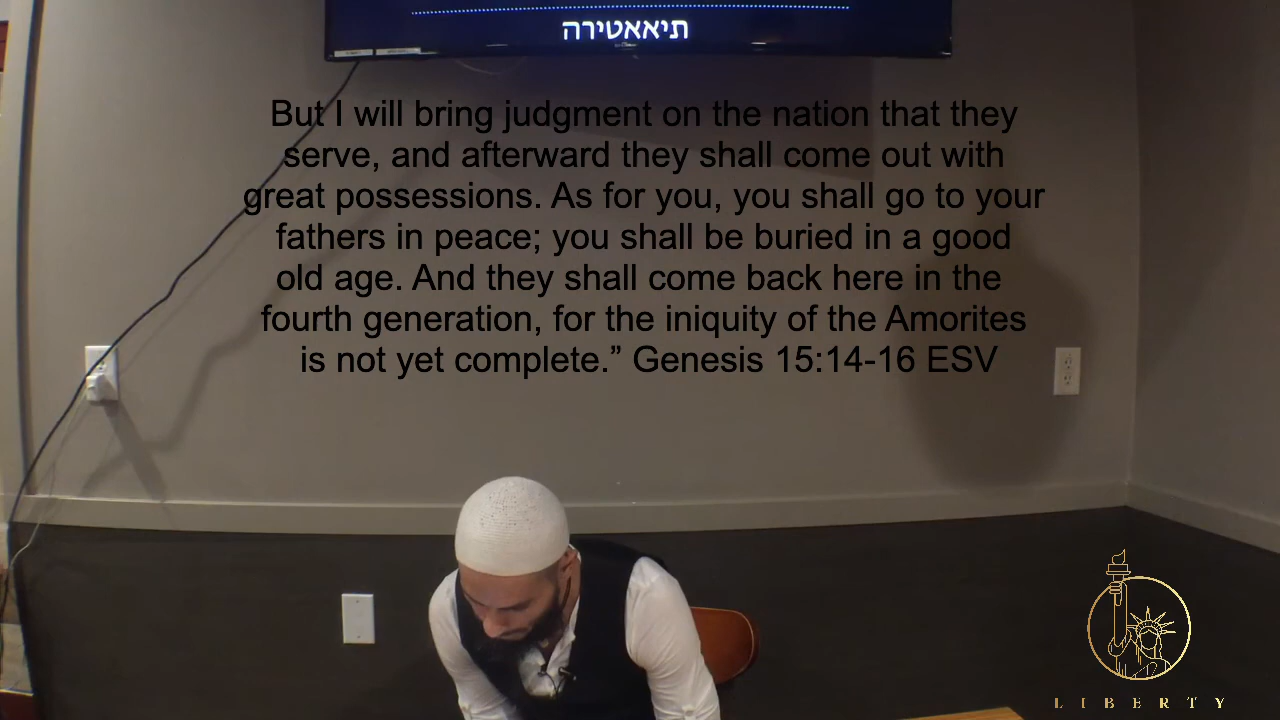 תיאאטירה
But I will bring judgment on the nation that they
serve, and afterward they shall come out with
great possessions. As for you, you shall go to your
fathers in peace; you shall be buried in a good
old age. And they shall come back here in the
fourth generation, for the iniquity of the Amorites
is not yet complete.” Genesis 15:14-16 ESV
LIBERTY